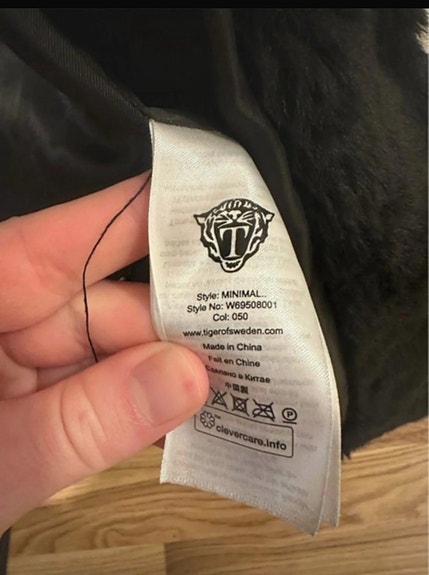 T
Style: MINIMAL..
Style No: W69508001
Col: 050
www.tigerofsweden.com
Made in China
Fait en Chine
Сделано в Китае
中国製
P
clevercare.info